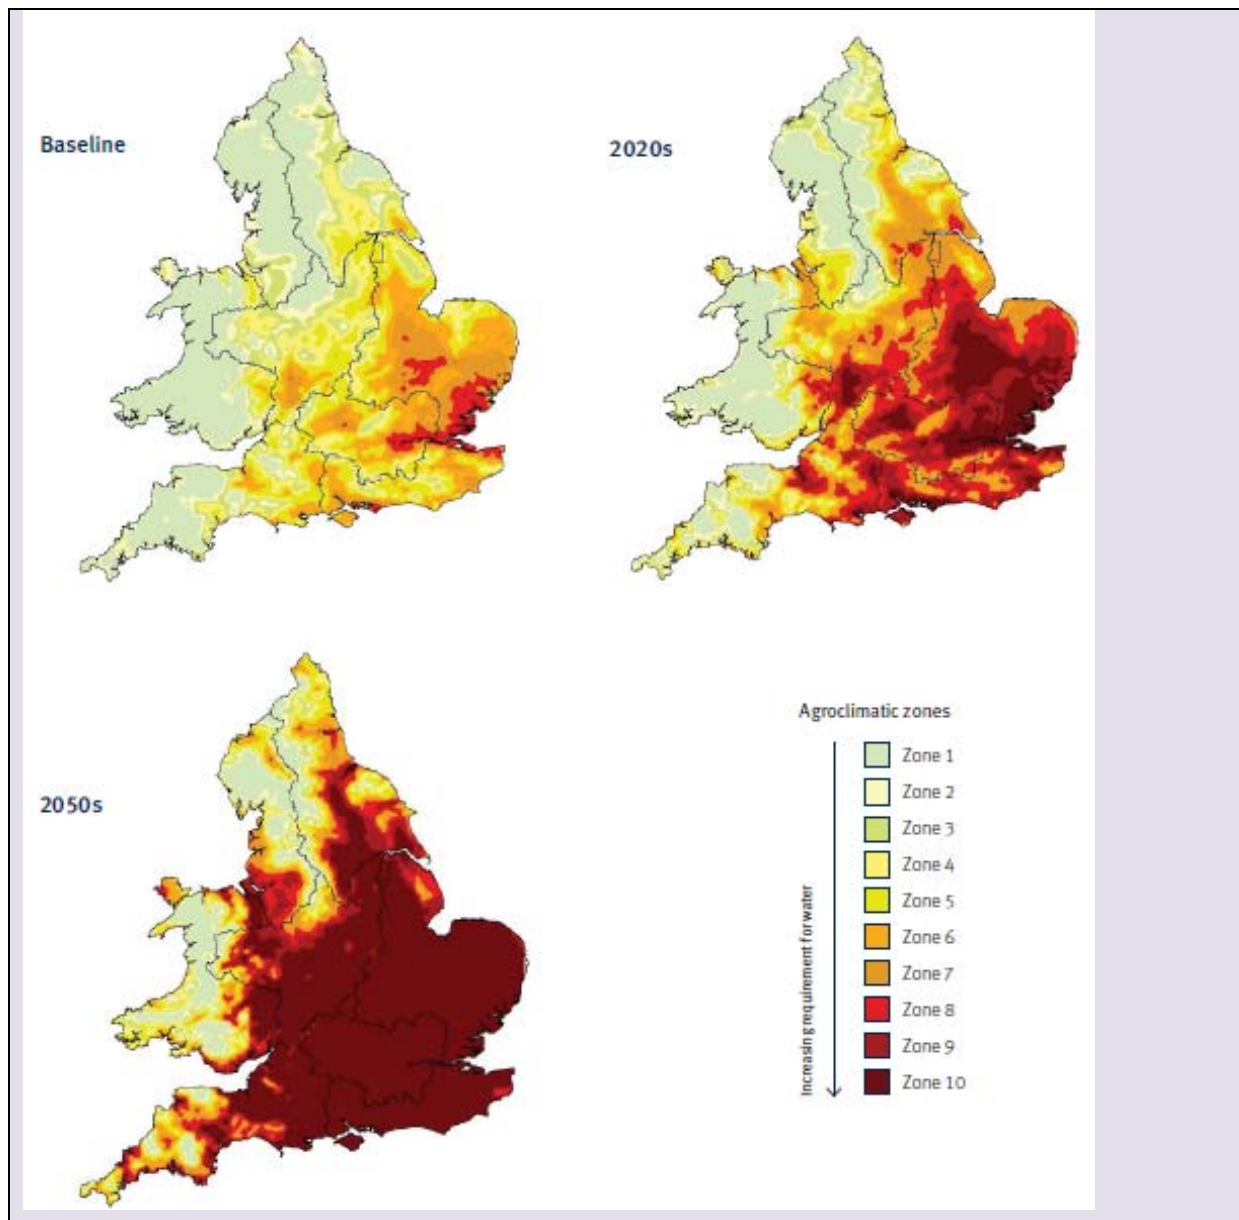 Baseline
2020s
2050s
Agroclimatic zones
Increasing requirement for water
Zone 1
Zone 2
Zone 3
Zone 4
Zone 5
Zone 6
Zone 7
Zone 8
Zone 9
Zone 10